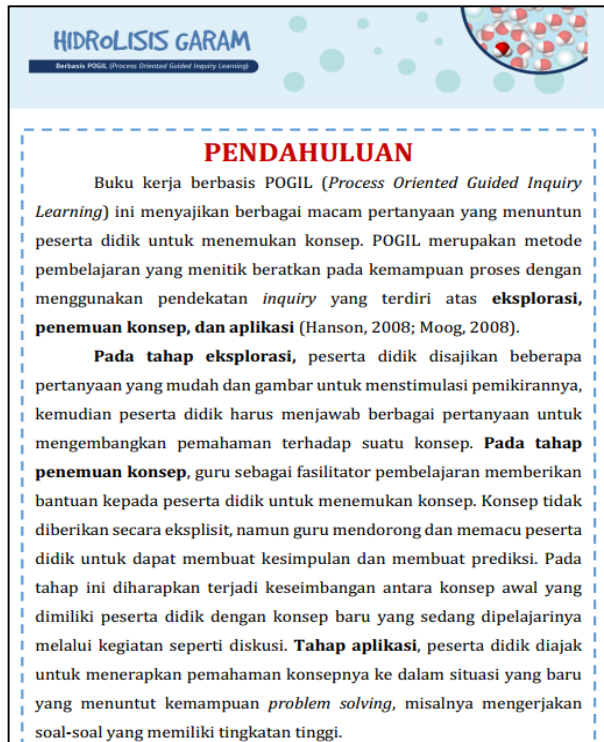 HIDROLISIS GARAM
Berbasis POGIL (Process Oriented Guided Inquiry Learning)
PENDAHULUAN
Buku kerja berbasis POGIL (Process Oriented Guided Inquiry
Learning) ini menyajikan berbagai macam pertanyaan yang menuntun
peserta didik untuk menemukan konsep. POGIL merupakan metode
pembelajaran yang menitik beratkan pada kemampuan proses dengan
menggunakan pendekatan inquiry yang terdiri atas eksplorasi,
penemuan konsep, dan aplikasi (Hanson, 2008; Moog, 2008).
Pada tahap eksplorasi, peserta didik disajikan beberapa
pertanyaan yang mudah dan gambar untuk menstimulasi pemikirannya,
kemudian peserta didik harus menjawab berbagai pertanyaan untuk
mengembangkan pemahaman terhadap suatu konsep. Pada tahap
penemuan konsep, guru sebagai fasilitator pembelajaran memberikan
bantuan kepada peserta didik untuk menemukan konsep. Konsep tidak
diberikan secara eksplisit, namun guru mendorong dan memacu peserta
didik untuk dapat membuat kesimpulan dan membuat prediksi. Pada
tahap ini diharapkan terjadi keseimbangan antara konsep awal yang
dimiliki peserta didik dengan konsep baru yang sedang dipelajarinya
melalui kegiatan seperti diskusi. Tahap aplikasi, peserta didik diajak
untuk menerapkan pemahaman konsepnya ke dalam situasi yang baru
yang menuntut kemampuan problem solving, misalnya mengerjakan
soal-soal yang memiliki tingkatan tinggi.